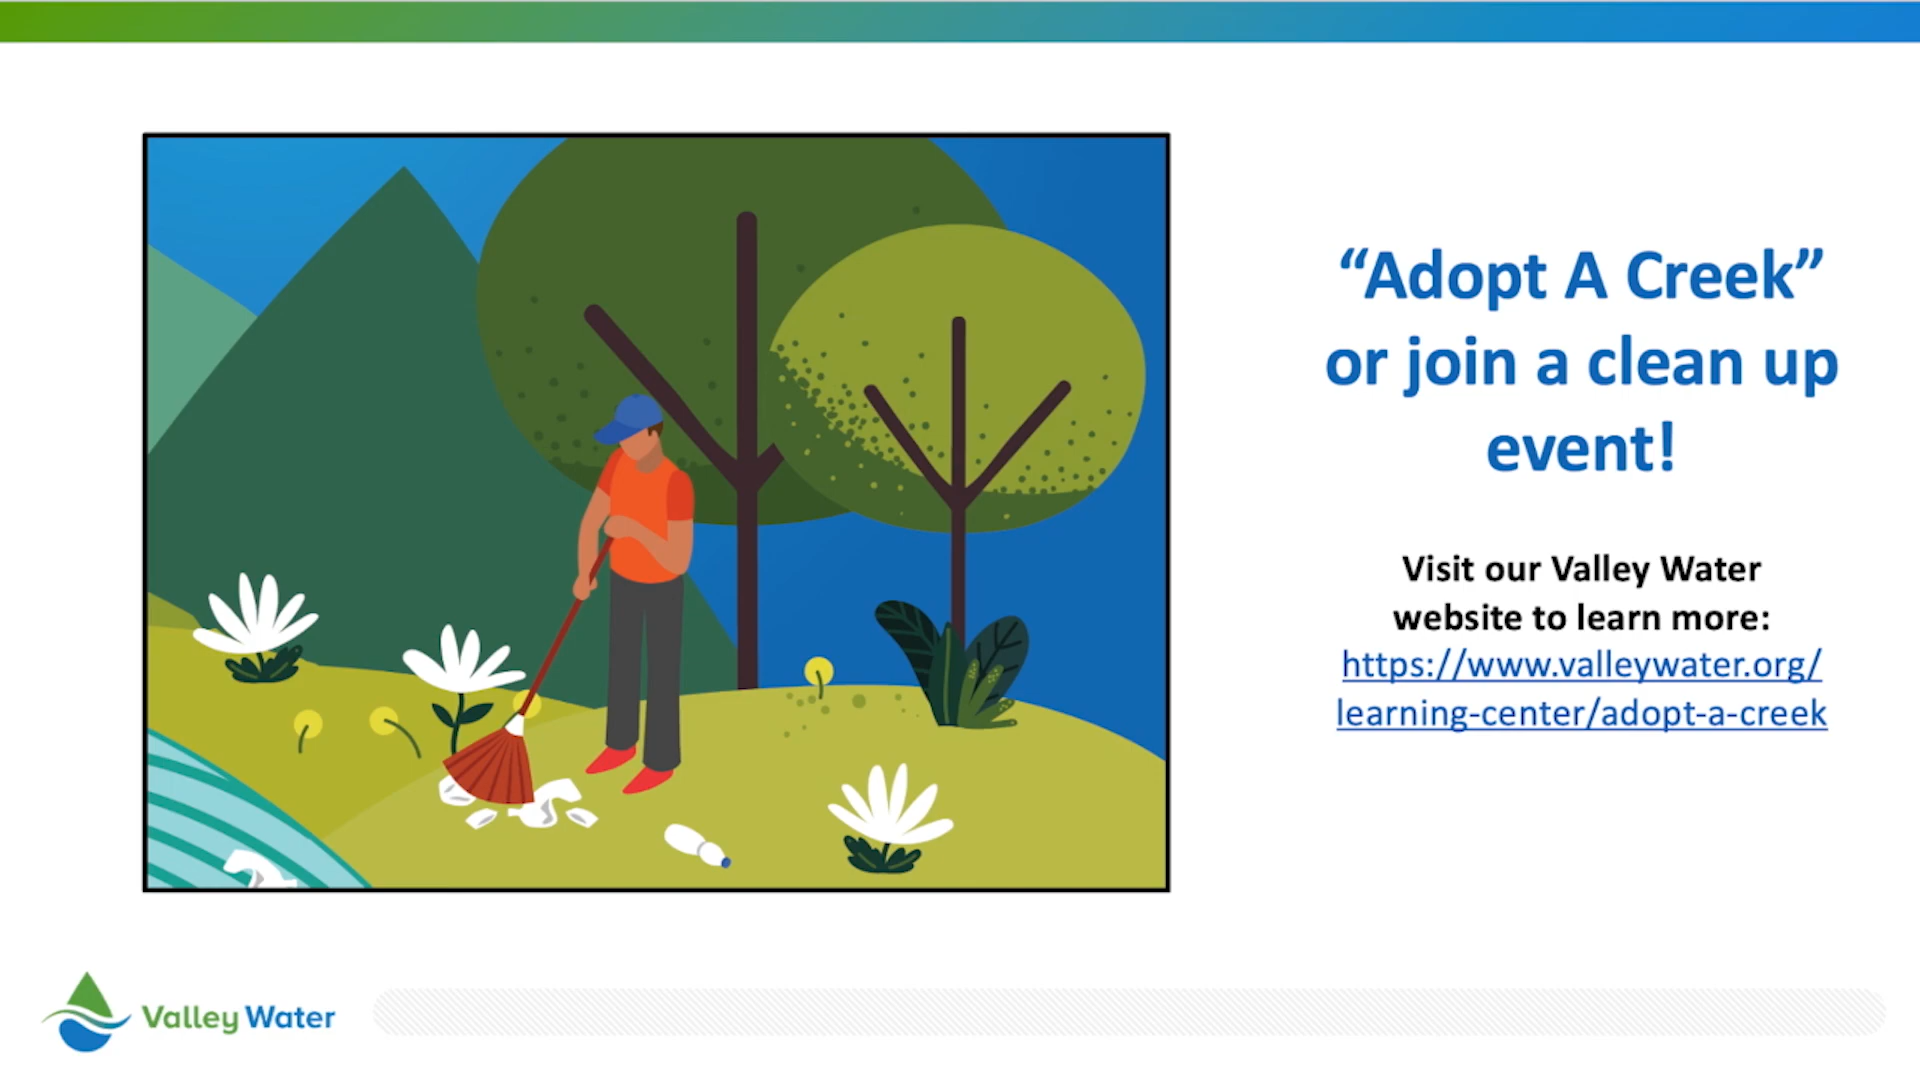 “Adopt A Creek”
or join a clean up
event!
Visit our Valley Water
website to learn more:
https://www.valleywater.org/
learning-center/adopt-a-creek
Valley Water